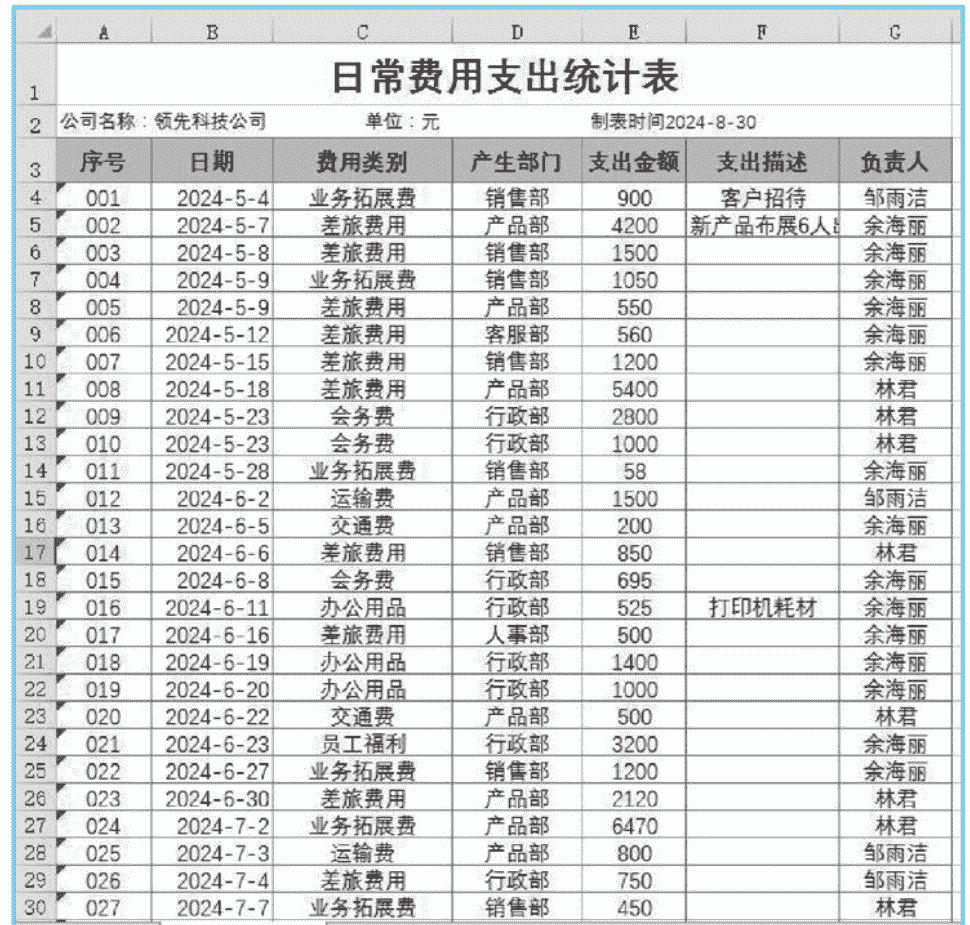 A B C D E F G
1 日常费用支出统计表
2 公司名称：领先科技公司 单位：元 制表时间2024-8-30
3 序号 日期 费用类别 产生部门 支出金额 支出描述 负责人
4 001 2024-5-4 业务拓展费 销售部 900 客户招待 邹雨洁
5 002 2024-5-7 差旅费用 产品部 4200 新产品布展6人 余海丽
6 003 2024-5-8 差旅费用 销售部 1500 余海丽
7 004 2024-5-9 业务拓展费 销售部 1050 余海丽
8 005 2024-5-9 差旅费用 产品部 550 余海丽
9 006 2024-5-12 差旅费用 客服部 560 余海丽
10 007 2024-5-15 差旅费用 销售部 1200 余海丽
11 008 2024-5-18 差旅费用 产品部 5400 林君
12 009 2024-5-23 会务费 行政部 2800 林君
13 010 2024-5-23 会务费 行政部 1000 林君
14 011 2024-5-28 业务拓展费 销售部 58 余海丽
15 012 2024-6-2 运输费 产品部 1500 邹雨洁
16 013 2024-6-5 交通费 产品部 200 余海丽
17 014 2024-6-6 差旅费用 销售部 850 林君
18 015 2024-6-8 会务费 行政部 695 余海丽
19 016 2024-6-11 办公用品 行政部 525 打印机耗材 余海丽
20 017 2024-6-16 差旅费用 人事部 500 余海丽
21 018 2024-6-19 办公用品 行政部 1400 余海丽
22 019 2024-6-20 办公用品 行政部 1000 余海丽
23 020 2024-6-22 交通费 产品部 500 林君
24 021 2024-6-23 员工福利 行政部 3200 余海丽
25 022 2024-6-27 业务拓展费 销售部 1200 余海丽
26 023 2024-6-30 差旅费用 产品部 2120 林君
27 024 2024-7-2 业务拓展费 产品部 6470 林君
28 025 2024-7-3 运输费 产品部 800 邹雨洁
29 026 2024-7-4 差旅费用 行政部 750 邹雨洁
30 027 2024-7-7 业务拓展费 销售部 450 林君